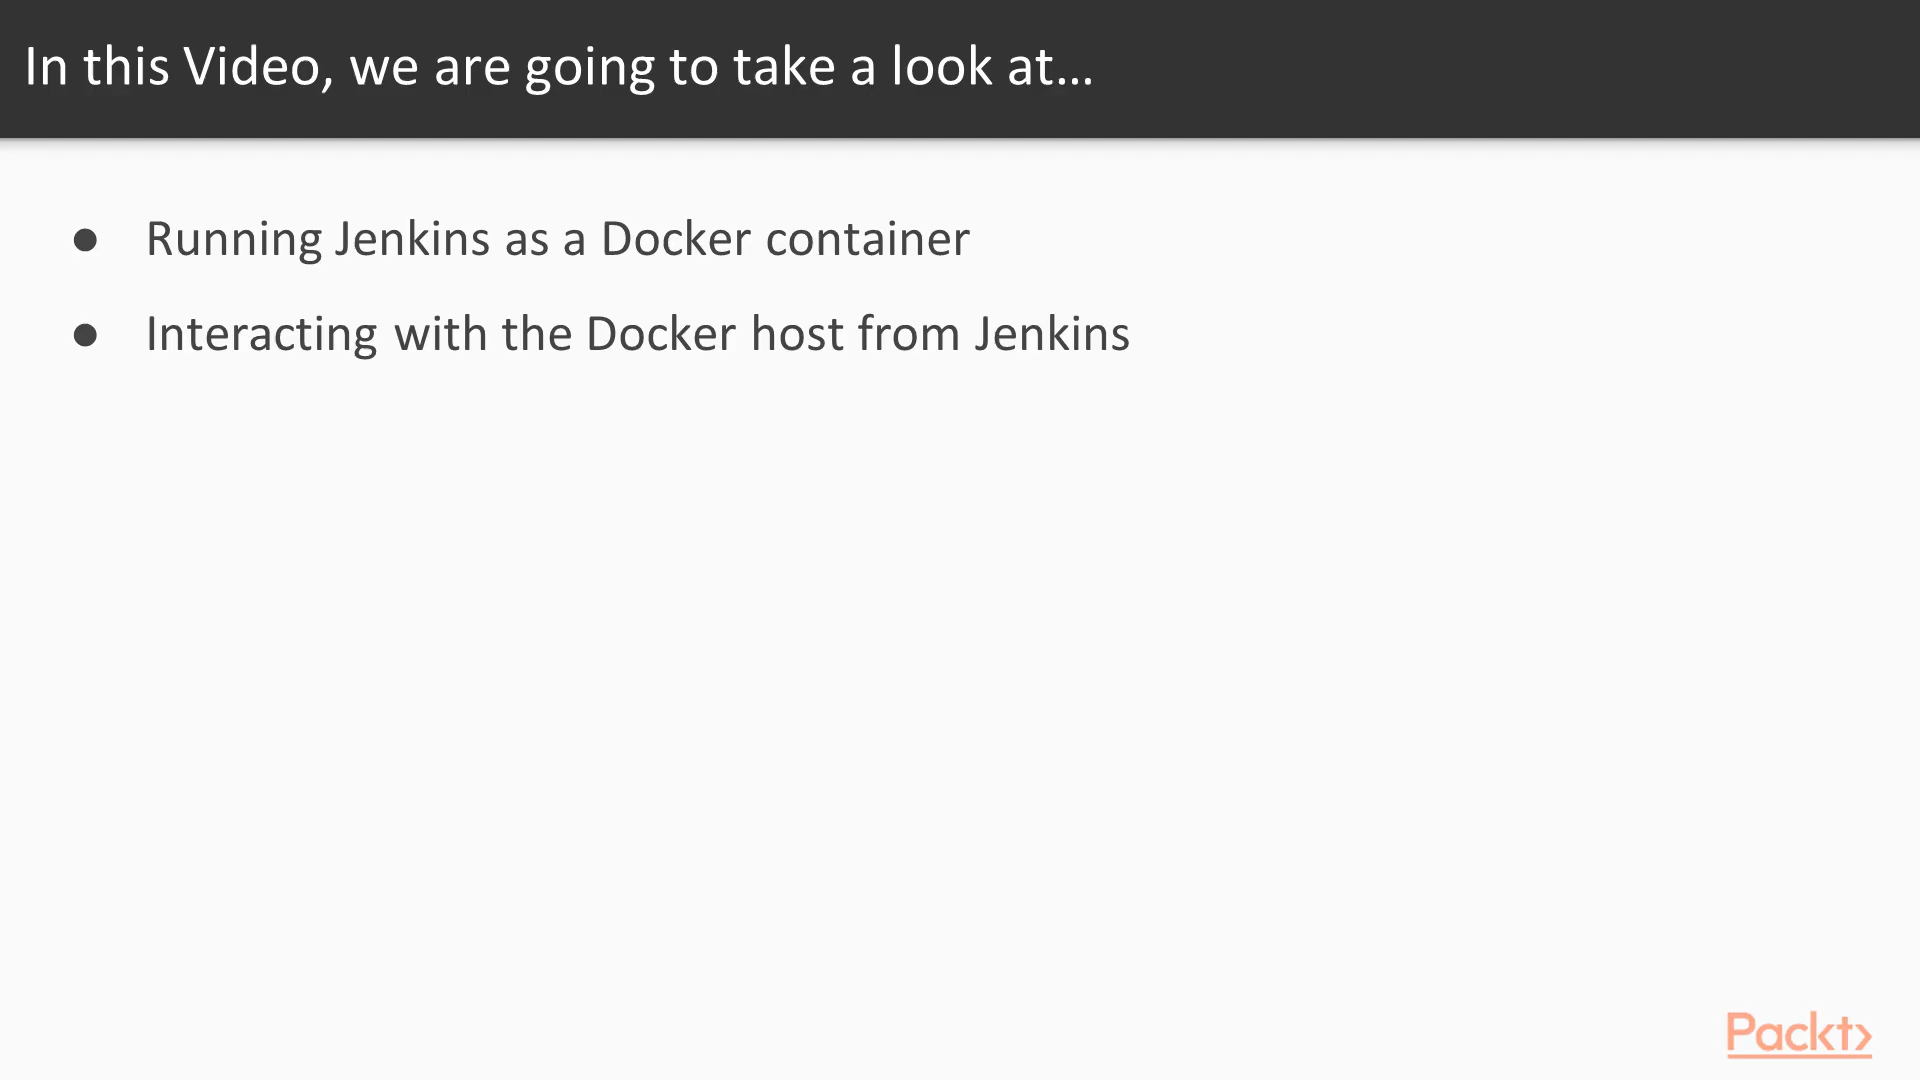 In this Video, we are going to take a look at...
● Running Jenkins as a Docker container
● Interacting with the Docker host from Jenkins
Packt>